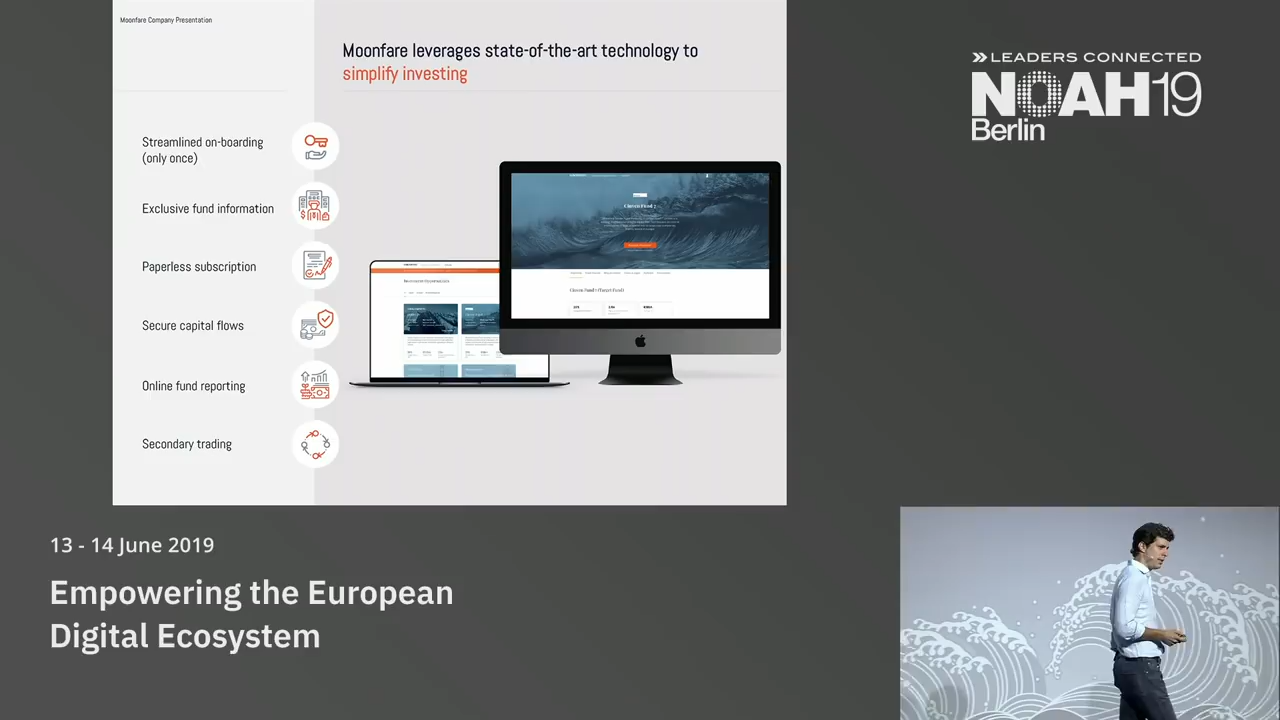 Moonfare Company Presentation
Moonfare leverages state-of-the-art technology to
simplify investing
Streamlined on-boarding
(only once)
Exclusive fund information
Paperless subscription
Secure capital flows
Online fund reporting
Secondary trading
LEADERS CONNECTED
NOAH19
Berlin
13 - 14 June 2019
Empowering the European
Digital Ecosystem